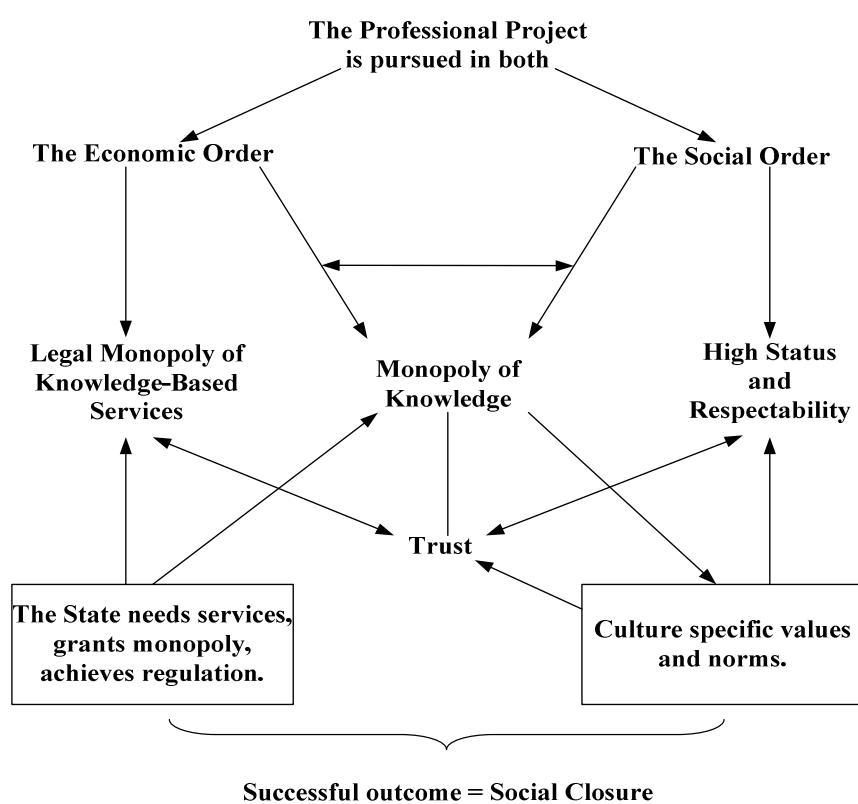 The Professional Project
is pursued in both
The Economic Order
The Social Order
Legal Monopoly of
Knowledge-Based
Services
Monopoly of
Knowledge
High Status
and
Respectability
Trust
The State needs services,
grants monopoly,
achieves regulation.
Culture specific values
and norms.
Successful outcome = Social Closure